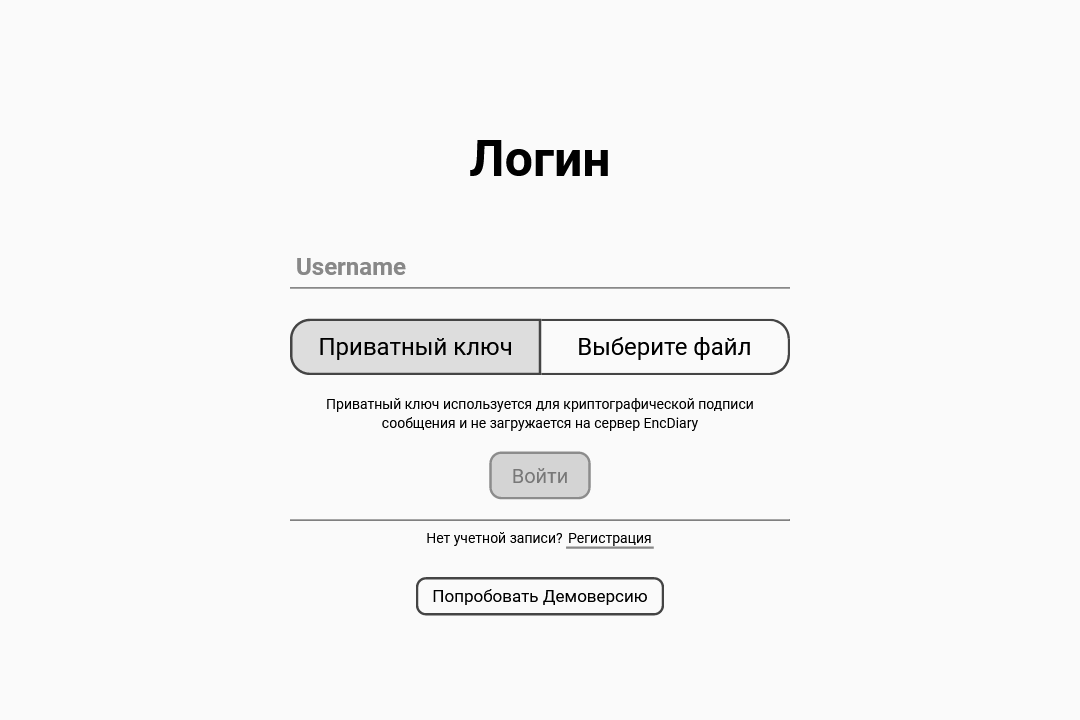 Логин
Username
Приватный ключ Выберите файл
Приватный ключ используется для криптографической подписи
сообщения и не загружается на сервер EncDiary
Войти
Нет учетной записи? Регистрация
Попробовать Демоверсию